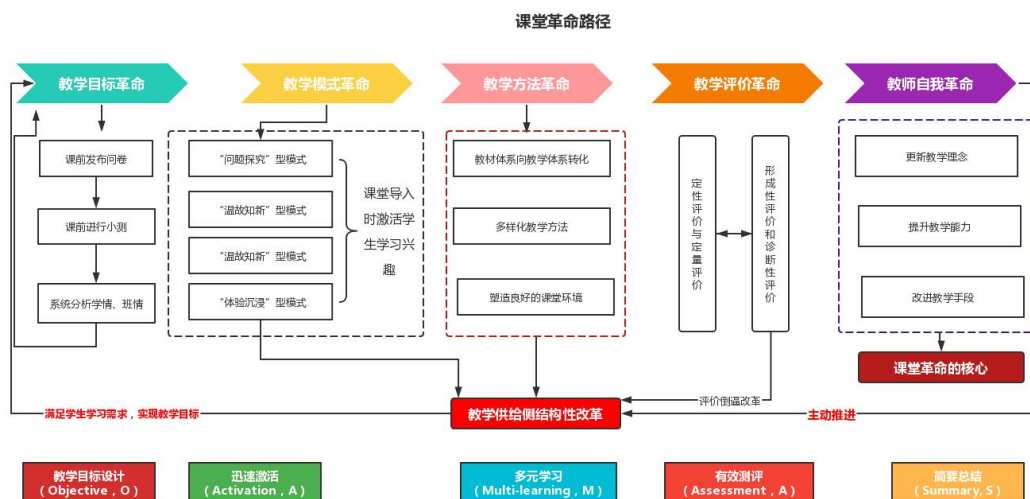 课堂革命路径
教学目标革命
教学模式革命
教学方法革命
教学评价革命
教师自我革命
课前发布问卷
课前进行小测
系统分析学情、班情
“问题探究”型模式
“温故知新”型模式
“温故知新”型模式
“体验沉浸”型模式
课堂导入
时激活学
生学习兴
趣
教材体系向教学体系转化
多样化教学方法
塑造良好的课堂环境
定性评价与定量评价
形成性评价和诊断性评价
更新教学理念
提升教学能力
改进教学手段
课堂革命的核心
满足学生学习需求，实现教学目标
教学供给侧结构性改革
评价倒逼改革
主动推进
教学目标设计
（Objective，O）
迅速激活
（Activation，A）
多元学习
（Multi-learning，M）
有效测评
（Assessment，A）
简要总结
（Summary, S）